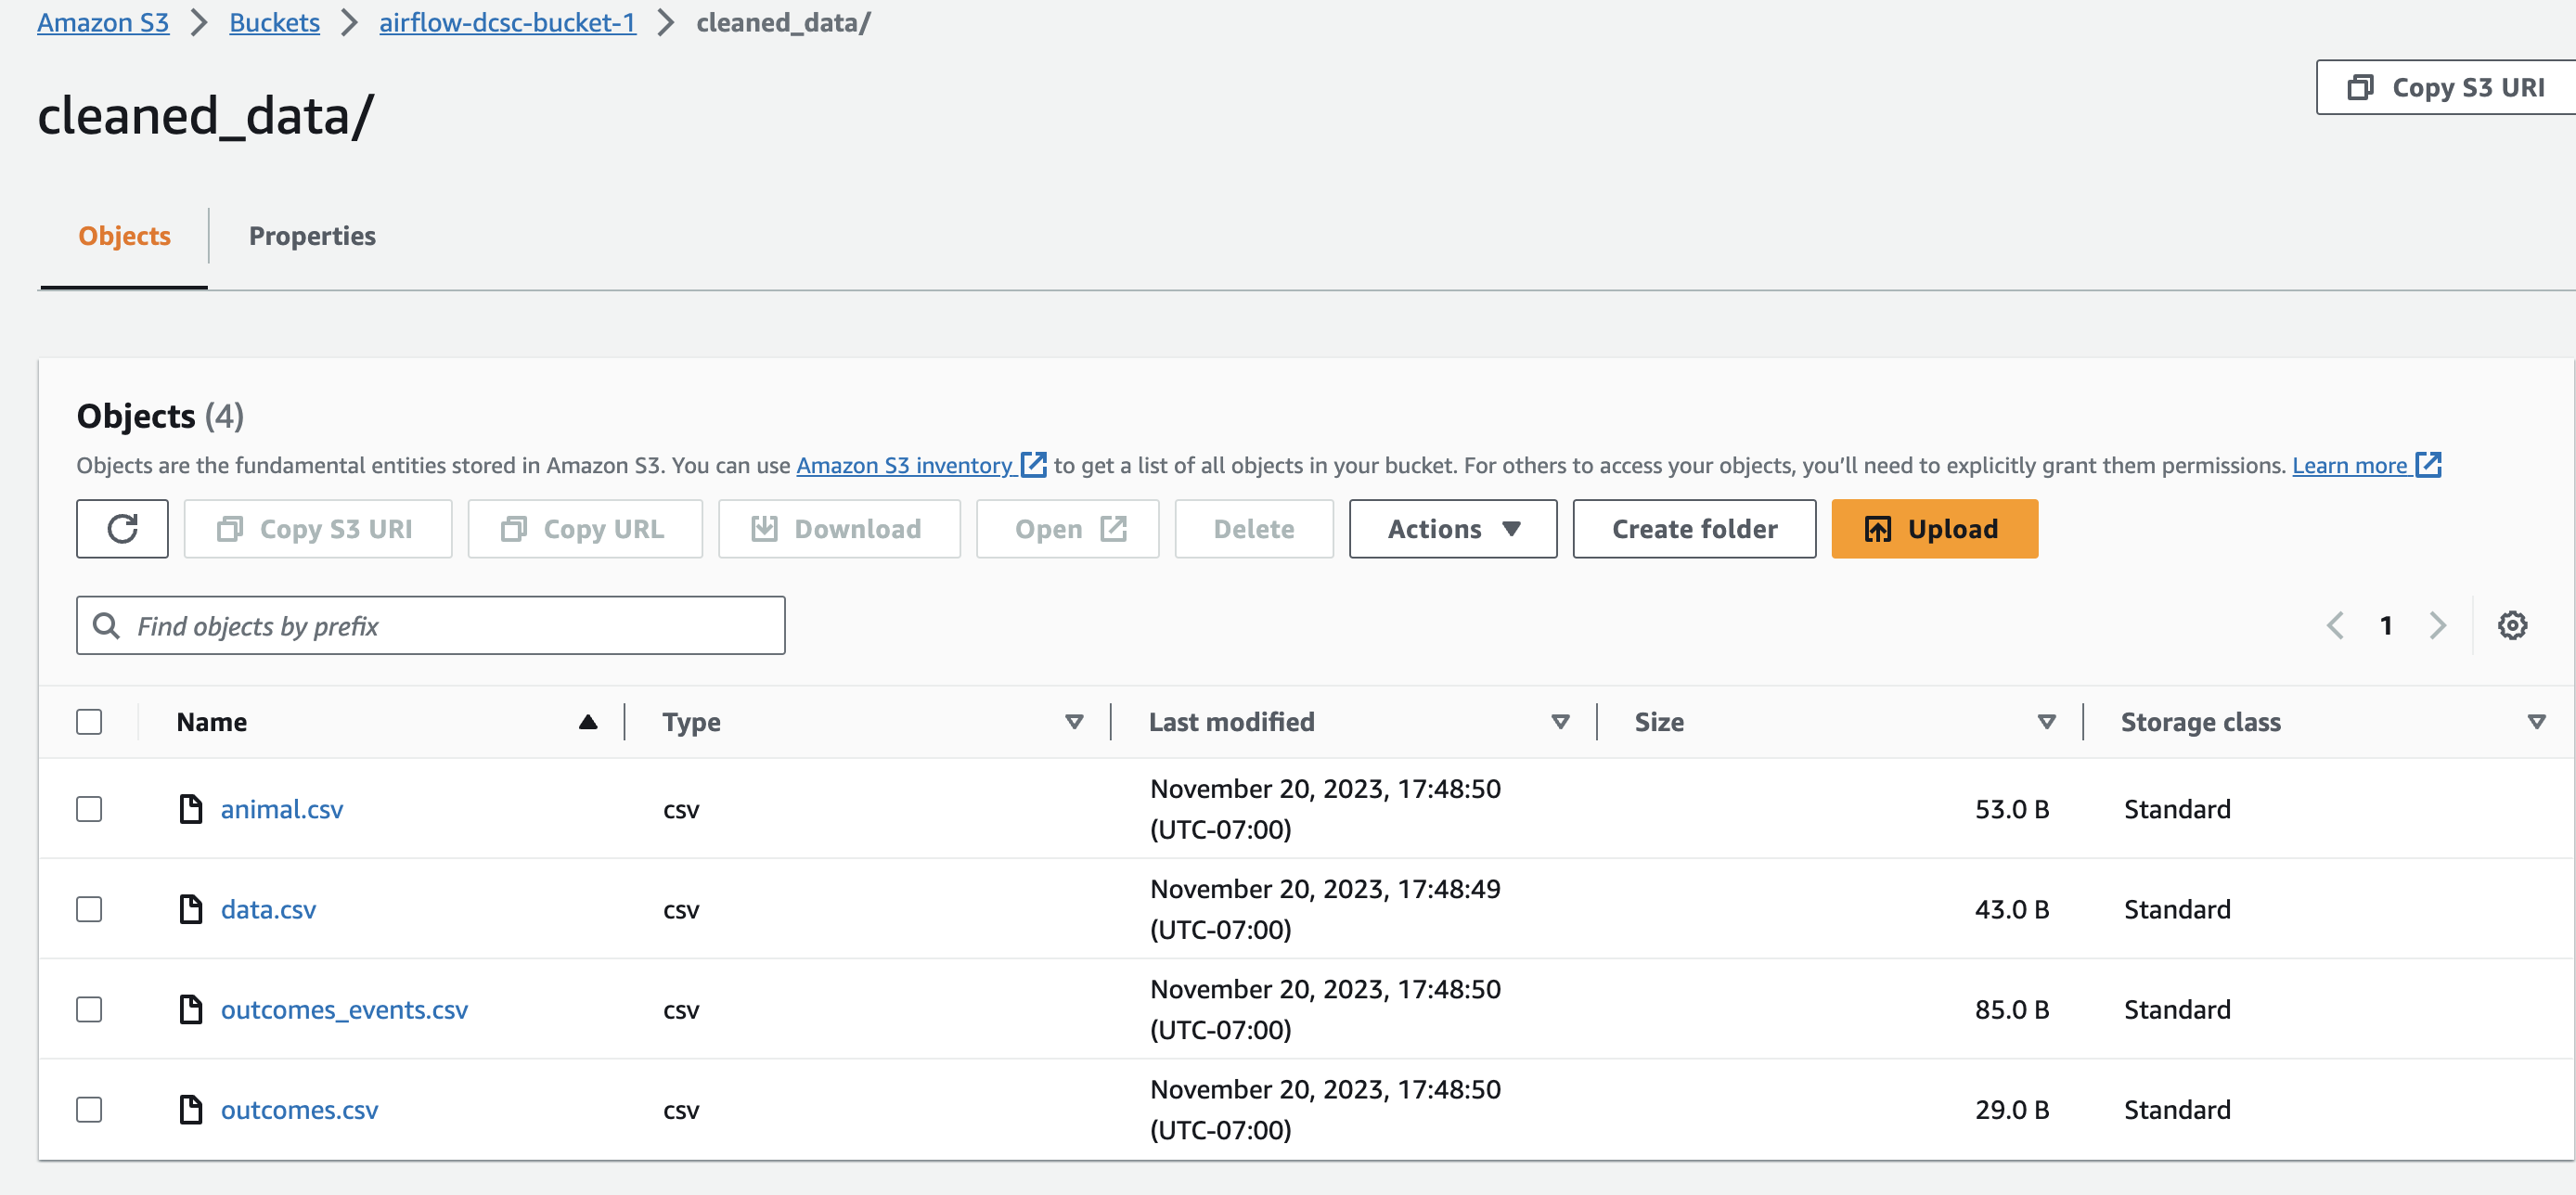 Amazon S3 > Buckets > airflow-dcsc-bucket-1 > cleaned_data/
Copy S3 URI
cleaned_data/
Objects Properties
Objects (4)
Objects are the fundamental entities stored in Amazon S3. You can use Amazon S3 inventory to get a list of all objects in your bucket. For others to access your objects, you’ll need to explicitly grant them permissions. Learn more
Copy S3 URI Copy URL Download Open Delete Actions Create folder Upload
Find objects by prefix 1
Name Type Last modified Size Storage class
animal.csv csv November 20, 2023, 17:48:50 (UTC-07:00) 53.0 B Standard
data.csv csv November 20, 2023, 17:48:49 (UTC-07:00) 43.0 B Standard
outcomes_events.csv csv November 20, 2023, 17:48:50 (UTC-07:00) 85.0 B Standard
outcomes.csv csv November 20, 2023, 17:48:50 (UTC-07:00) 29.0 B Standard